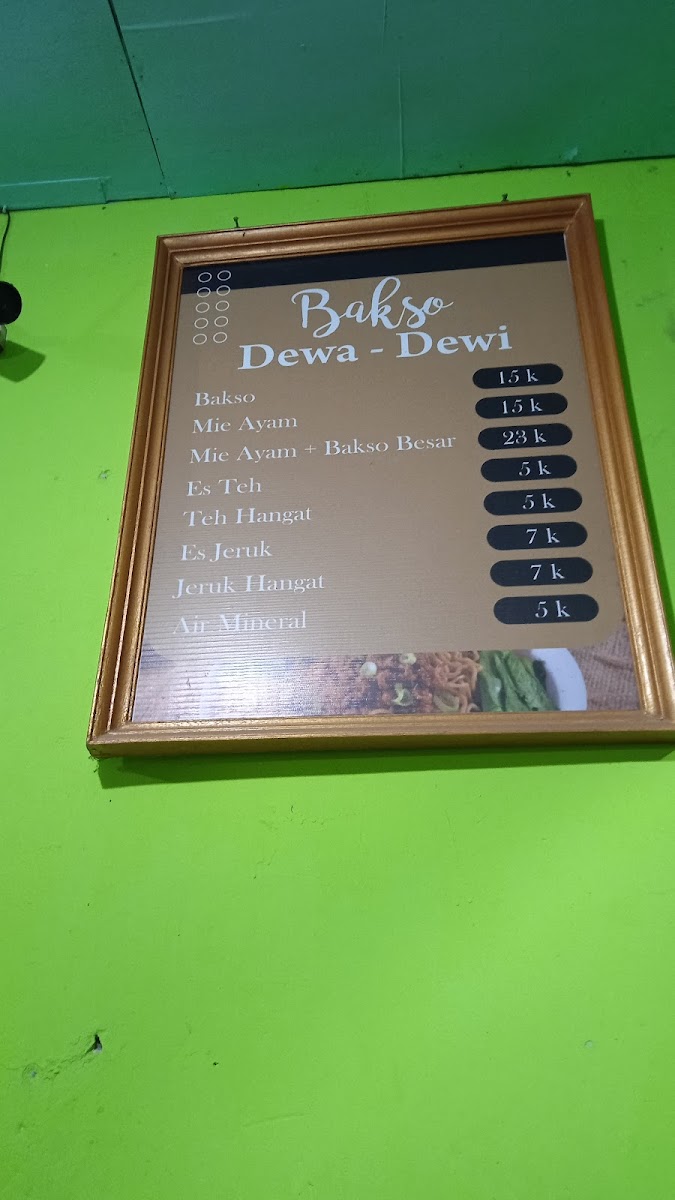 Bakso
Dewa - Dewi
Bakso 15 k
Mie Ayam 15 k
Mie Ayam + Bakso Besar 23 k
Es Teh 5 k
Teh Hangat 5 k
Es Jeruk 7 k
Jeruk Hangat 7 k
Air Mineral 5 k